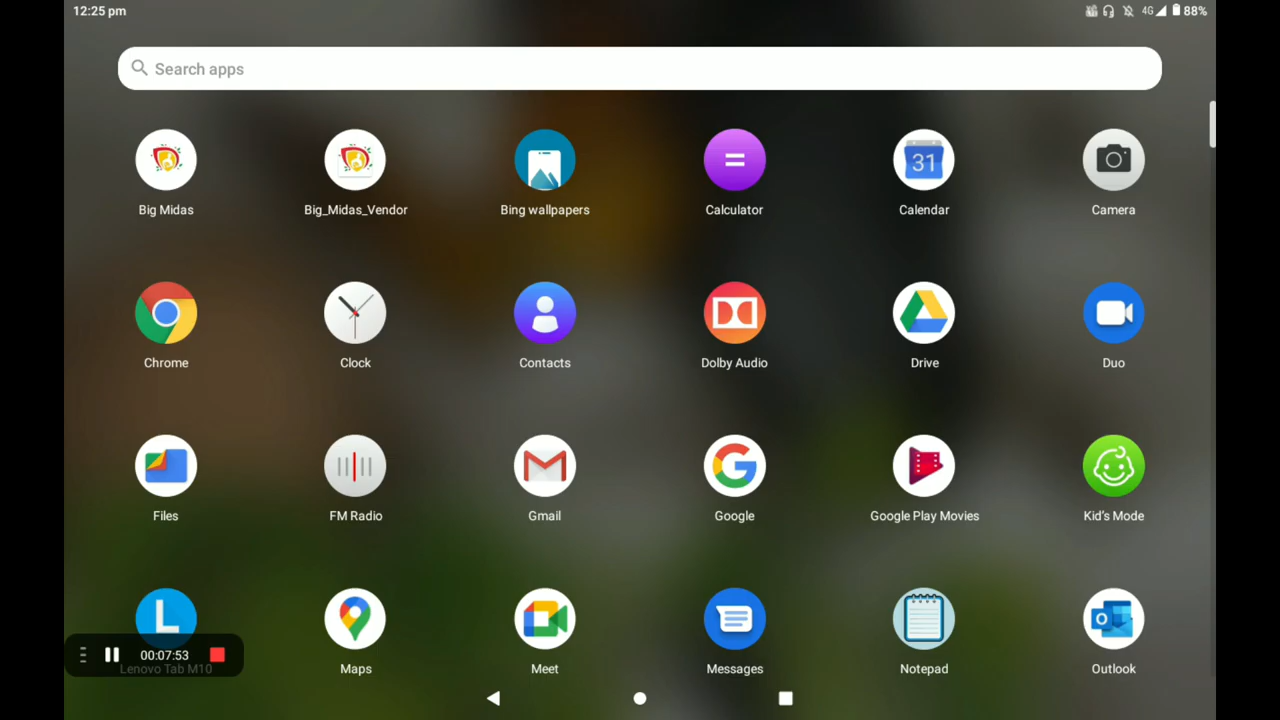 12:25 pm
4G 88%
Search apps
Big Midas
Big_Midas_Vendor
Bing wallpapers
Calculator
31
Calendar
Camera
Chrome
Clock
Contacts
Dolby Audio
Drive
Duo
Files
FM Radio
Gmail
Google
Google Play Movies
Kid's Mode
L
00:07:53
Lenovo Tab M10
Maps
Meet
Messages
Notepad
Outlook